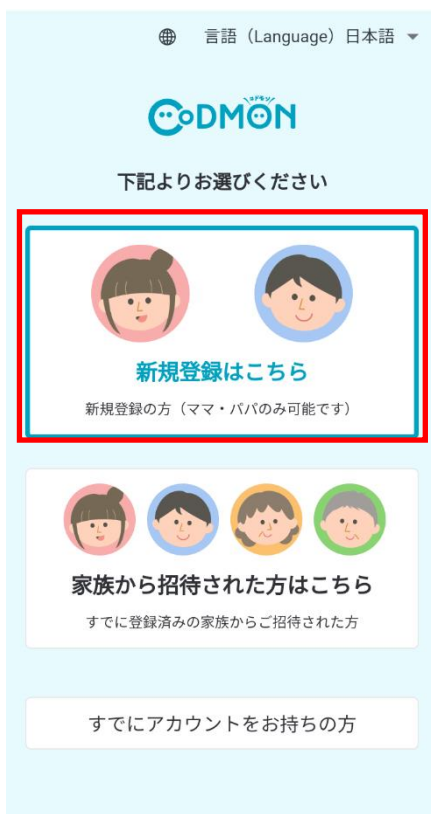 言語（Language）日本語
コドモン
CoDMON
下記よりお選びください
新規登録はこちら
新規登録の方（ママ・パパのみ可能です）
家族から招待された方はこちら
すでに登録済みの家族からご招待された方
すでにアカウントをお持ちの方